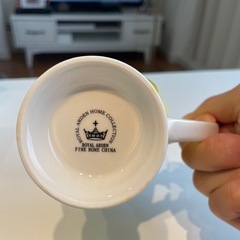 ROYAL ARDEN HOME COLLECTION
ROYAL ARDEN
FINE BONE CHINA